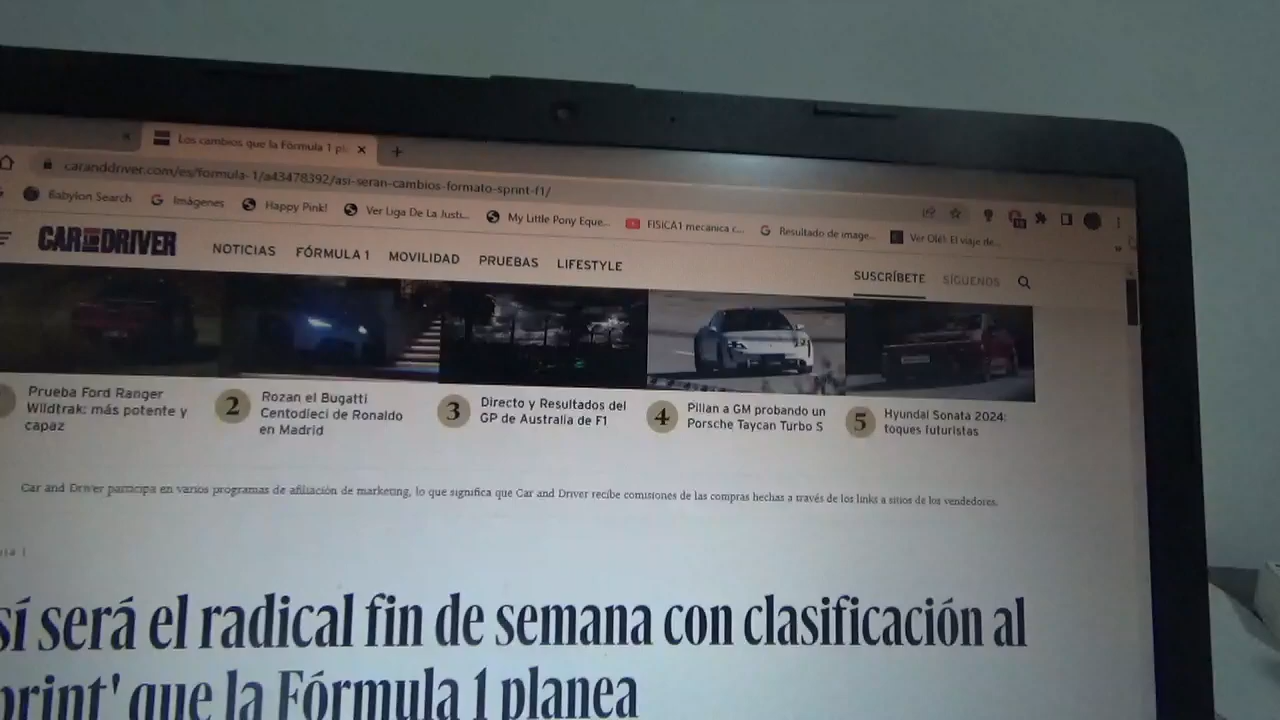 Los cambios que la Fórmula 1 pl
caranddriver.com/es/formula-1/a43478392/asi-seran-cambios-formato-sprint-f1/
Babylon Search
Imágenes
Happy Pink!
Ver Liga De La Justi...
My Little Pony Eque...
FISICA1 mecánica c...
Resultado de image...
Ver Olé! El viaje de...
CAR AND DRIVER
NOTICIAS FÓRMULA 1 MOVILIDAD PRUEBAS LIFESTYLE
SUSCRÍBETE SÍGUENOS
Prueba Ford Ranger
Wildtrak: más potente y
capaz
2 Rozan el Bugatti
Centodieci de Ronaldo
en Madrid
3 Directo y Resultados del
GP de Australia de F1
4 Pillan a GM probando un
Porsche Taycan Turbo S
5 Hyundai Sonata 2024:
toques futuristas
Car and Driver participa en varios programas de afiliación de marketing, lo que significa que Car and Driver recibe comisiones de las compras hechas a través de los links a sitios de los vendedores.
sí será el radical fin de semana con clasificación al
print' que la Fórmula 1 planea